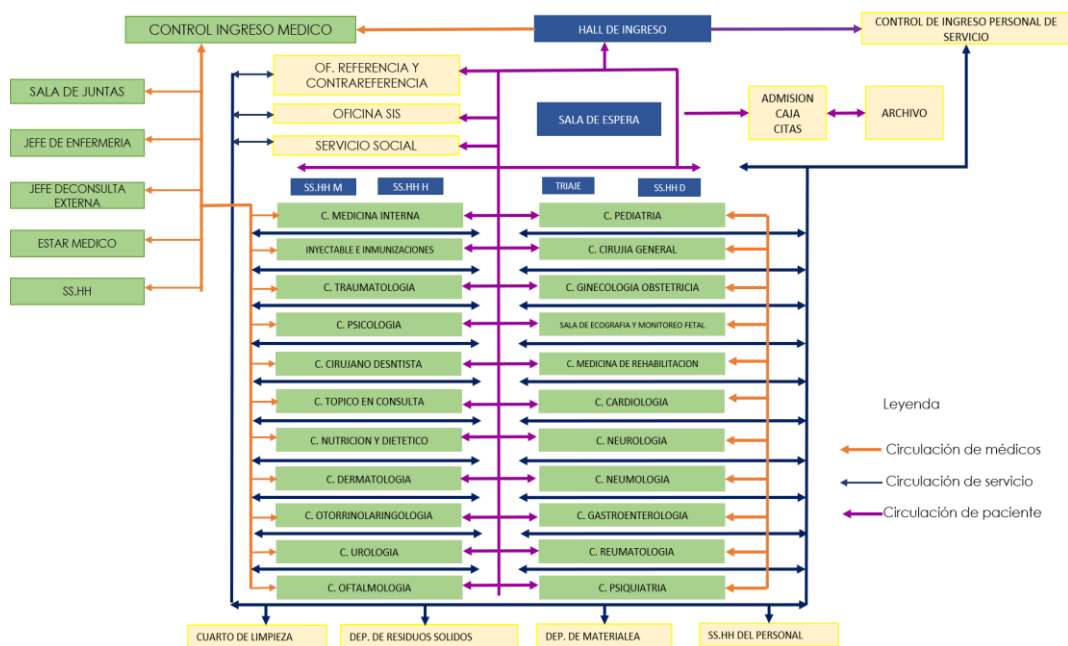 CONTROL INGRESO MEDICO
HALL DE INGRESO
CONTROL DE INGRESO PERSONAL DE
SERVICIO
OF. REFERENCIA Y
CONTRAREFERENCIA
OFICINA SIS
SERVICIO SOCIAL
SALA DE ESPERA
ADMISION
CAJA
CITAS
ARCHIVO
SALA DE JUNTAS
JEFE DE ENFERMERIA
JEFE DECONSULTA
EXTERNA
ESTAR MEDICO
SS.HH
SS.HH M
SS.HH H
TRIAJE
SS.HH D
C. MEDICINA INTERNA
C. PEDIATRIA
INYECTABLE E INMUNIZACIONES
C. CIRUJIA GENERAL
C. TRAUMATOLOGIA
C. GINECOLOGIA OBSTETRICIA
C. PSICOLOGIA
SALA DE ECOGRAFIA Y MONITOREO FETAL
C. CIRUJANO DESNTISTA
C. MEDICINA DE REHABILITACION
C. TOPICO EN CONSULTA
C. CARDIOLOGIA
C. NUTRICION Y DIETETICO
C. NEUROLOGIA
C. DERMATOLOGIA
C. NEUMOLOGIA
C. OTORRINOLARINGOLOGIA
C. GASTROENTEROLOGIA
C. UROLOGIA
C. REUMATOLOGIA
C. OFTALMOLOGIA
C. PSIQUIATRIA
Leyenda
Circulación de médicos
Circulación de servicio
Circulación de paciente
CUARTO DE LIMPIEZA
DEP. DE RESIDUOS SOLIDOS
DEP. DE MATERIALEA
SS.HH DEL PERSONAL